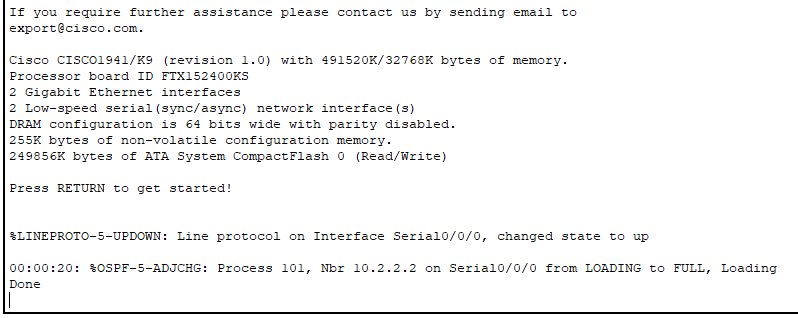 If you require further assistance please contact us by sending email to
export@cisco.com.
Cisco CISCO1941/K9 (revision 1.0) with 491520K/32768K bytes of memory.
Processor board ID FTX152400KS
2 Gigabit Ethernet interfaces
2 Low-speed serial(sync/async) network interface(s)
DRAM configuration is 64 bits wide with parity disabled.
255K bytes of non-volatile configuration memory.
249856K bytes of ATA System CompactFlash 0 (Read/Write)
Press RETURN to get started!
%LINEPROTO-5-UPDOWN: Line protocol on Interface Serial0/0/0, changed state to up
00:00:20: %OSPF-5-ADJCHG: Process 101, Nbr 10.2.2.2 on Serial0/0/0 from LOADING to FULL, Loading
Done